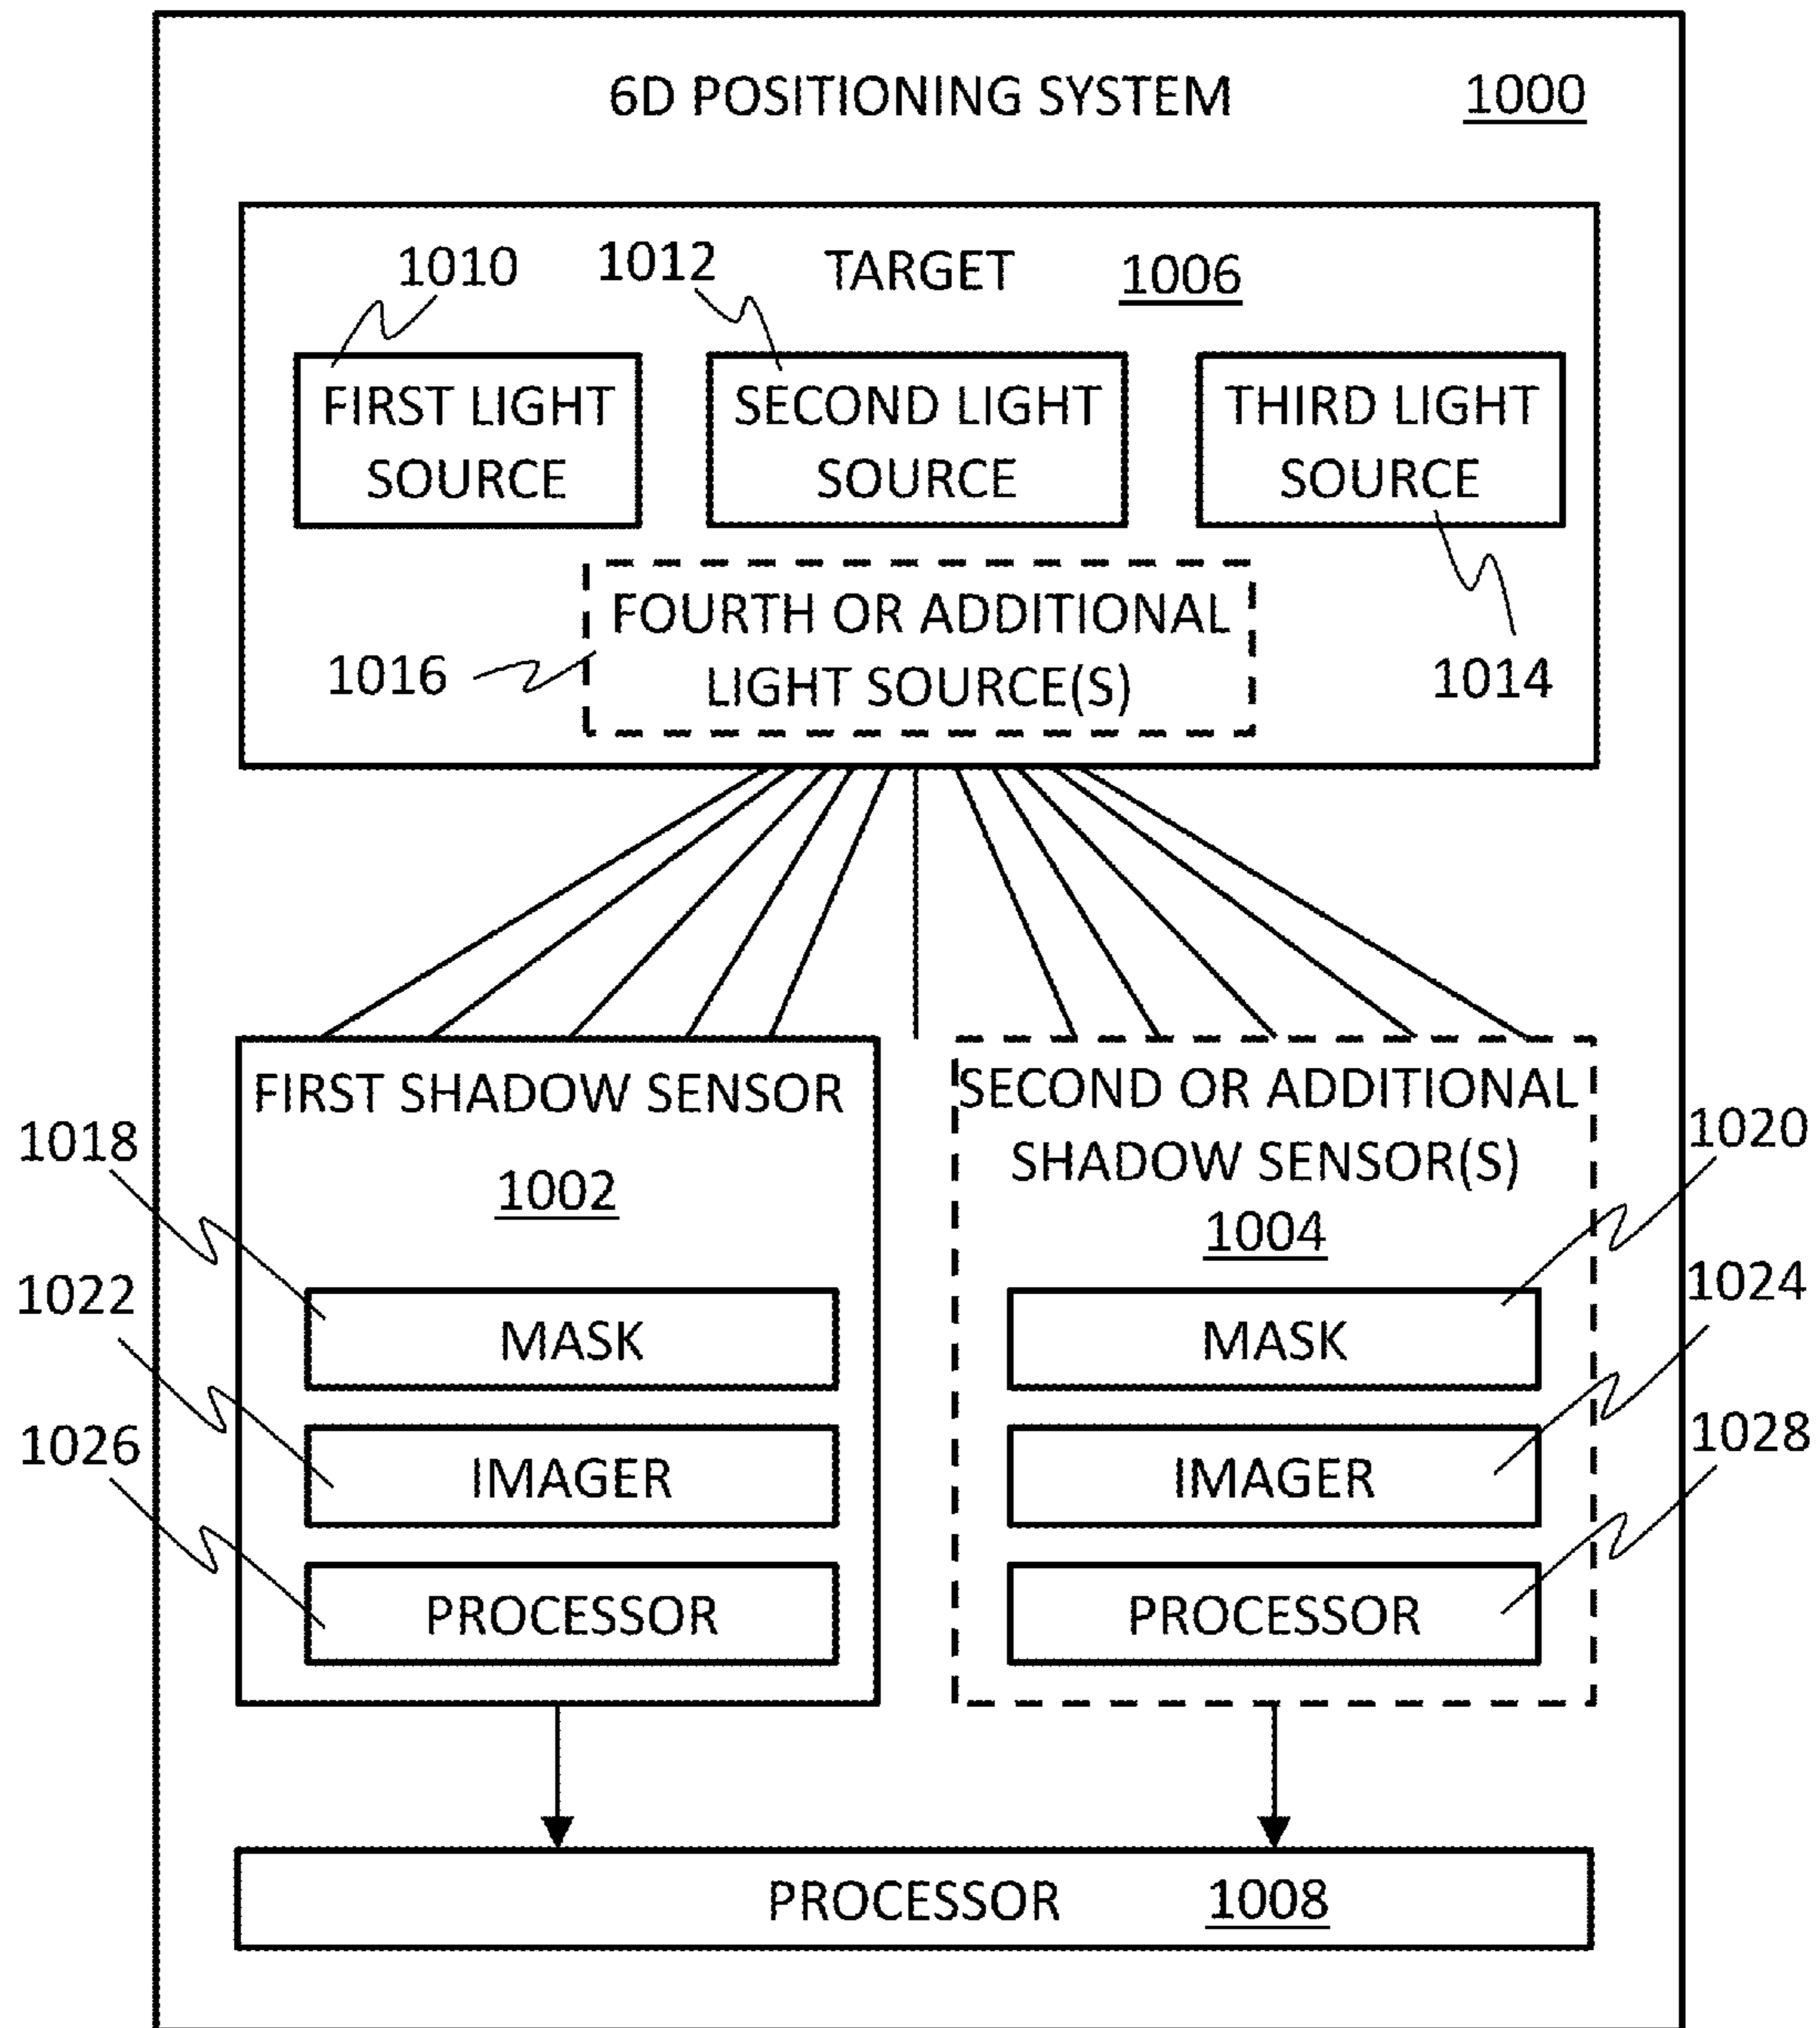 6D POSITIONING SYSTEM 1000
1010 1012 TARGET 1006
FIRST LIGHT
SOURCE
SECOND LIGHT
SOURCE
THIRD LIGHT
SOURCE
FOURTH OR ADDITIONAL
LIGHT SOURCE(S)
1016
1014
FIRST SHADOW SENSOR
1002
1018
MASK
1022
IMAGER
1026
PROCESSOR
SECOND OR ADDITIONAL
SHADOW SENSOR(S)
1004
1020
MASK
1024
IMAGER
1028
PROCESSOR
PROCESSOR 1008